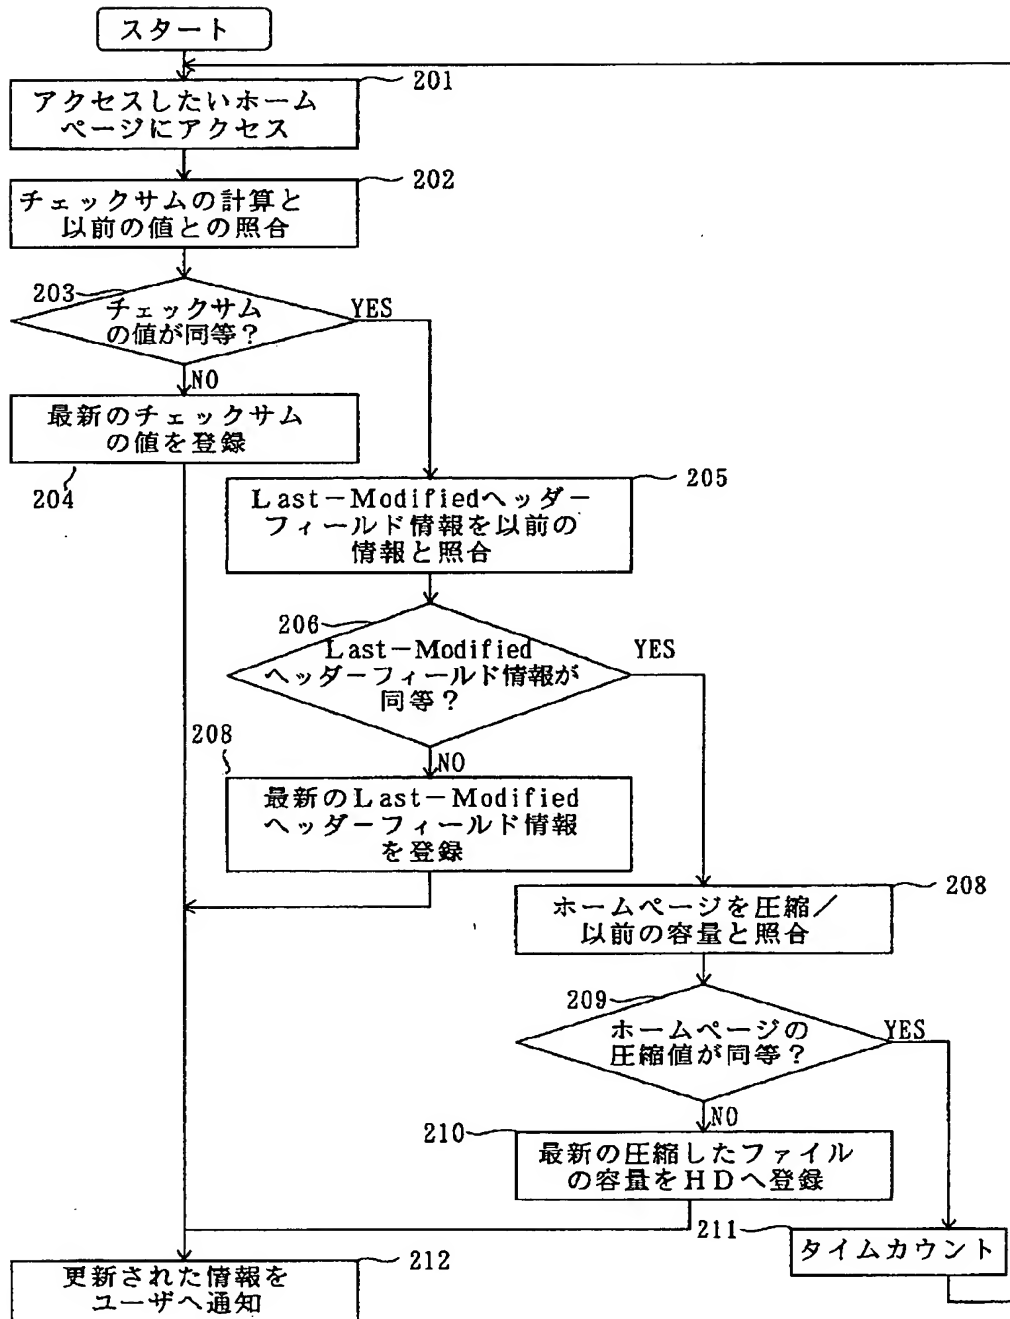 スタート
201
アクセスしたいホーム
ページにアクセス
202
チェックサムの計算と
以前の値との照合
203
チェックサム
の値が同等？
YES
NO
最新のチェックサム
の値を登録
204
205
Last－Modifiedヘッダー
フィールド情報を以前の
情報と照合
206
Last－Modified
ヘッダーフィールド情報が
同等？
YES
NO
208
最新のLast－Modified
ヘッダーフィールド情報
を登録
208
ホームページを圧縮／
以前の容量と照合
209
ホームページの
圧縮値が同等？
YES
NO
210
最新の圧縮したファイル
の容量をHDへ登録
211
タイムカウント
212
更新された情報を
ユーザへ通知